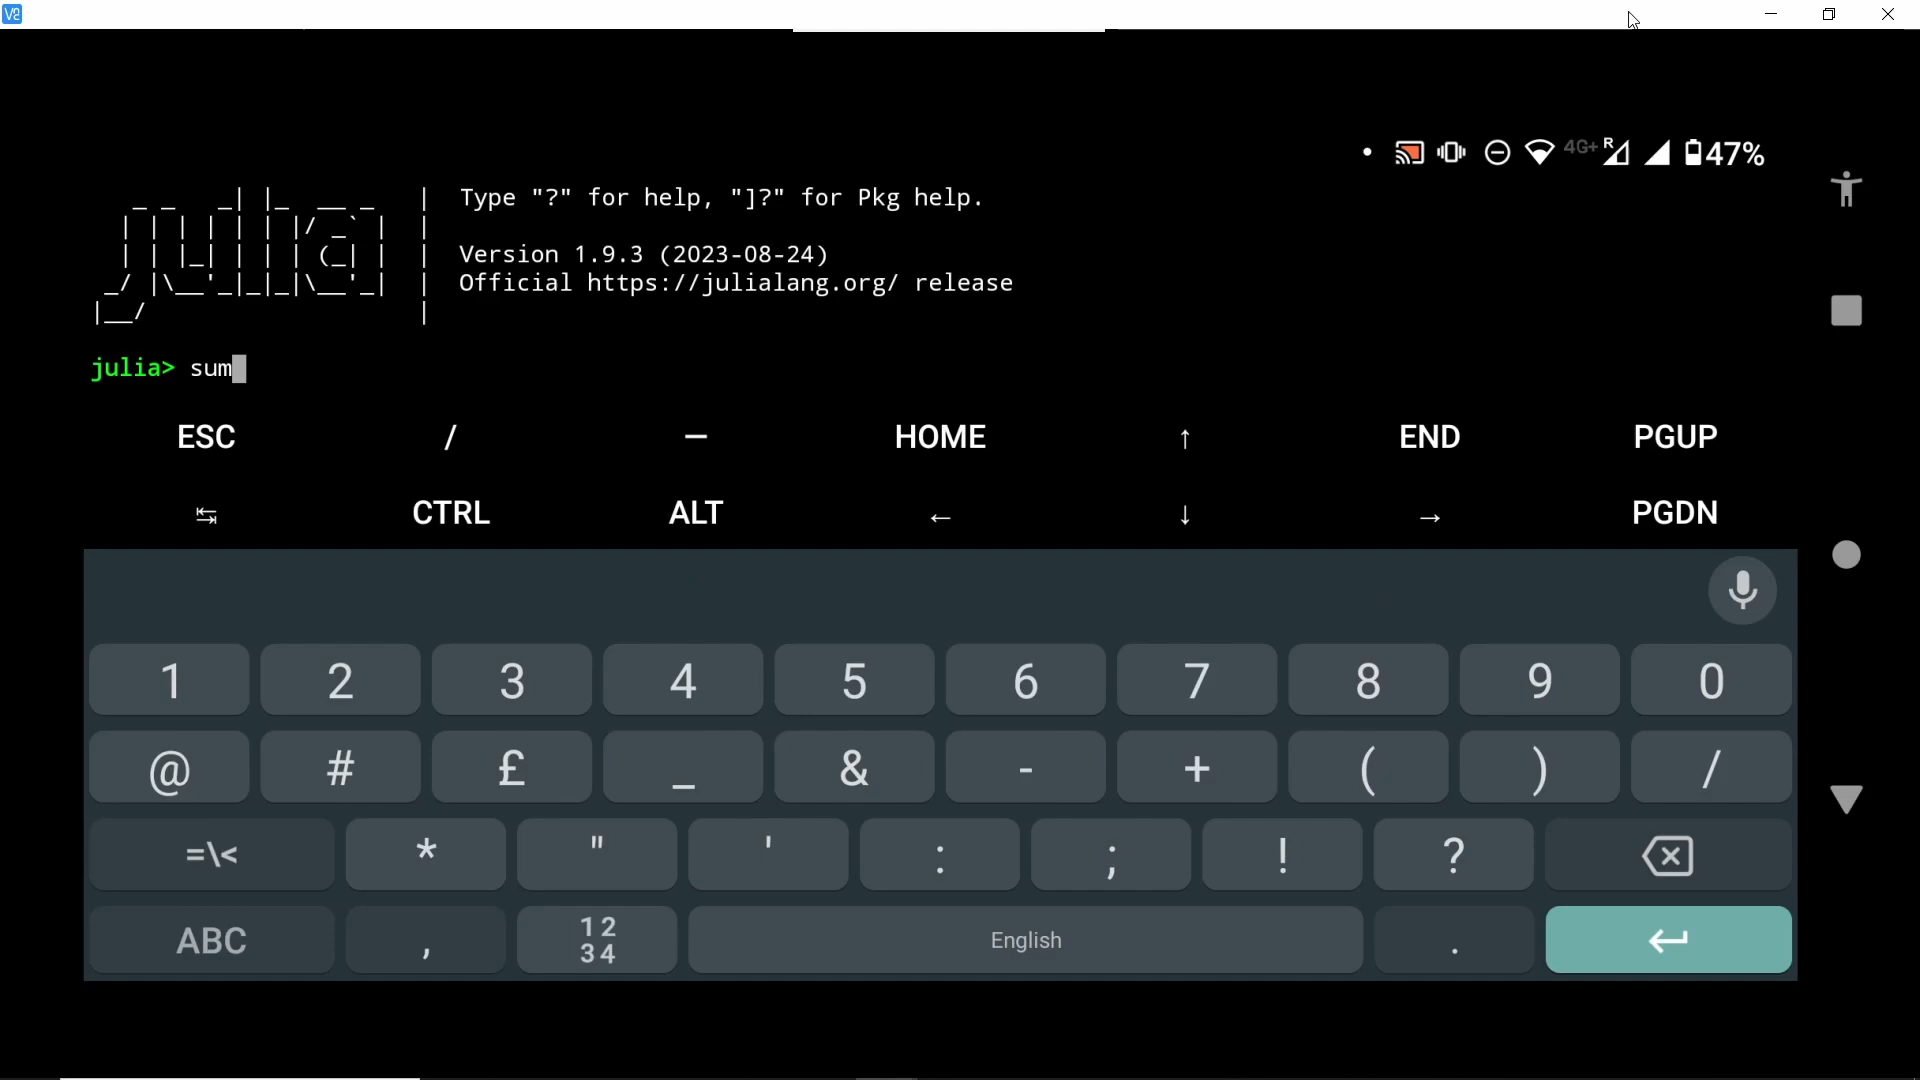 4G+ R 47%
Type "?" for help, "]?" for Pkg help.
Version 1.9.3 (2023-08-24)
Official https://julialang.org/ release
julia> sum
ESC / — HOME ↑ END PGUP
↹ CTRL ALT ← ↓ → PGDN
1 2 3 4 5 6 7 8 9 0
@ # £ _ & - + ( ) /
=\< * " ' : ; ! ?
ABC , 12 English .
34